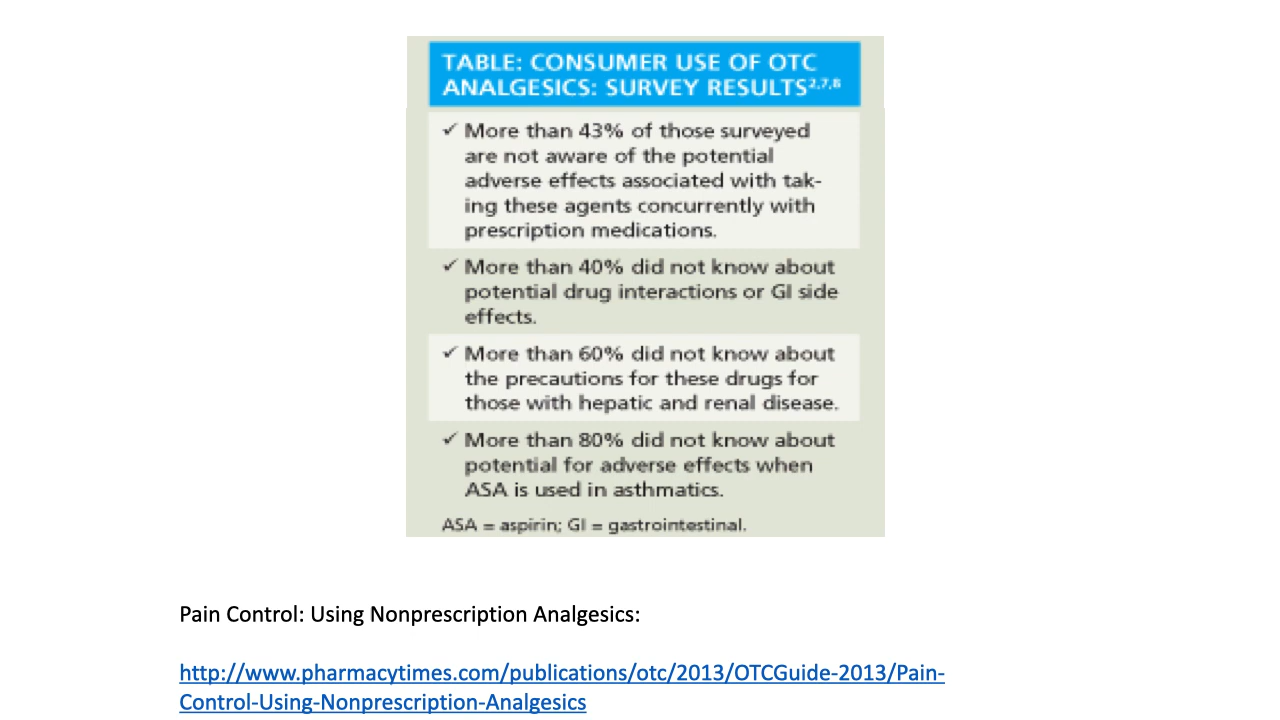 TABLE: CONSUMER USE OF OTC
ANALGESICS: SURVEY RESULTS2,7,8
✓ More than 43% of those surveyed
are not aware of the potential
adverse effects associated with tak-
ing these agents concurrently with
prescription medications.
✓ More than 40% did not know about
potential drug interactions or GI side
effects.
✓ More than 60% did not know about
the precautions for these drugs for
those with hepatic and renal disease.
✓ More than 80% did not know about
potential for adverse effects when
ASA is used in asthmatics.
ASA = aspirin; GI = gastrointestinal.
Pain Control: Using Nonprescription Analgesics:
http://www.pharmacytimes.com/publications/otc/2013/OTCGuide-2013/Pain-
Control-Using-Nonprescription-Analgesics